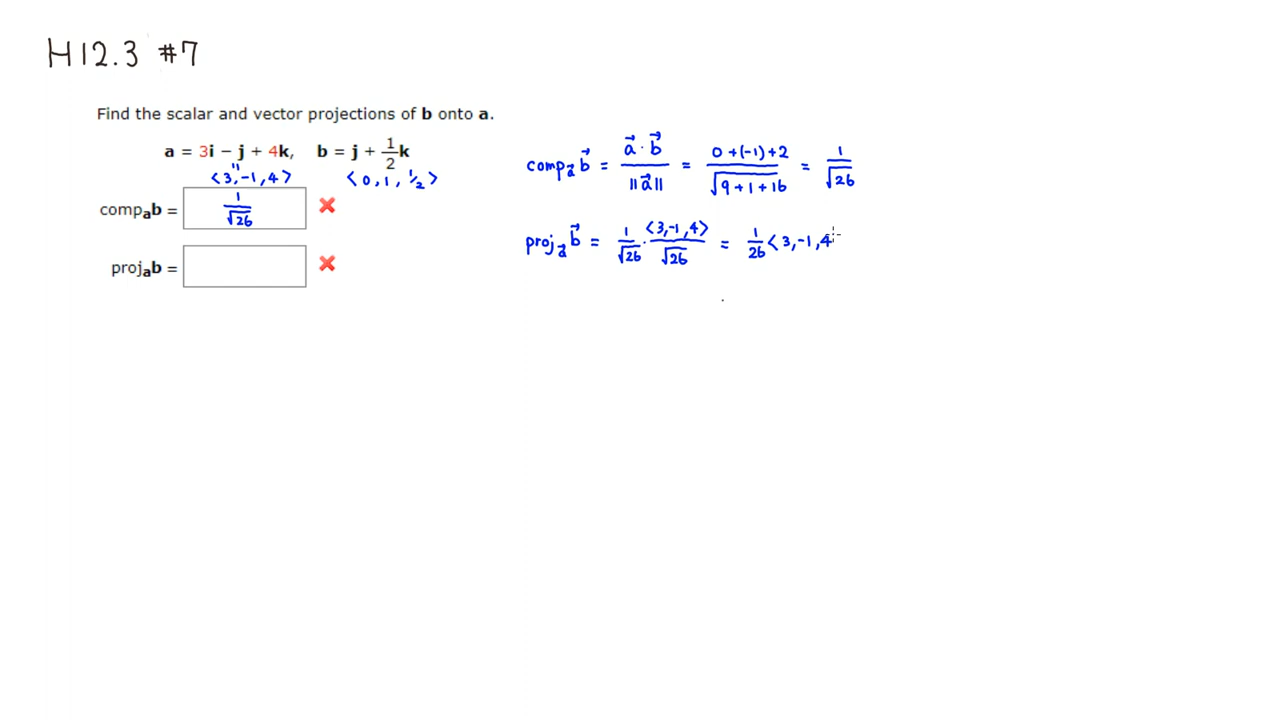 H12.3 #7
Find the scalar and vector projections of b onto a.
a = 3i − j + 4k, b = j + 1/2 k
<3,-1,4> <0,1,1/2>
comp_a b = 1/√26
proj_a b =
comp_a⃗ b⃗ = (a⃗ · b⃗)/||a⃗|| = (0+(-1)+2)/√(9+1+16) = 1/√26
proj_a⃗ b⃗ = 1/√26 · <3,-1,4>/√26 = 1/26 <3,-1,4